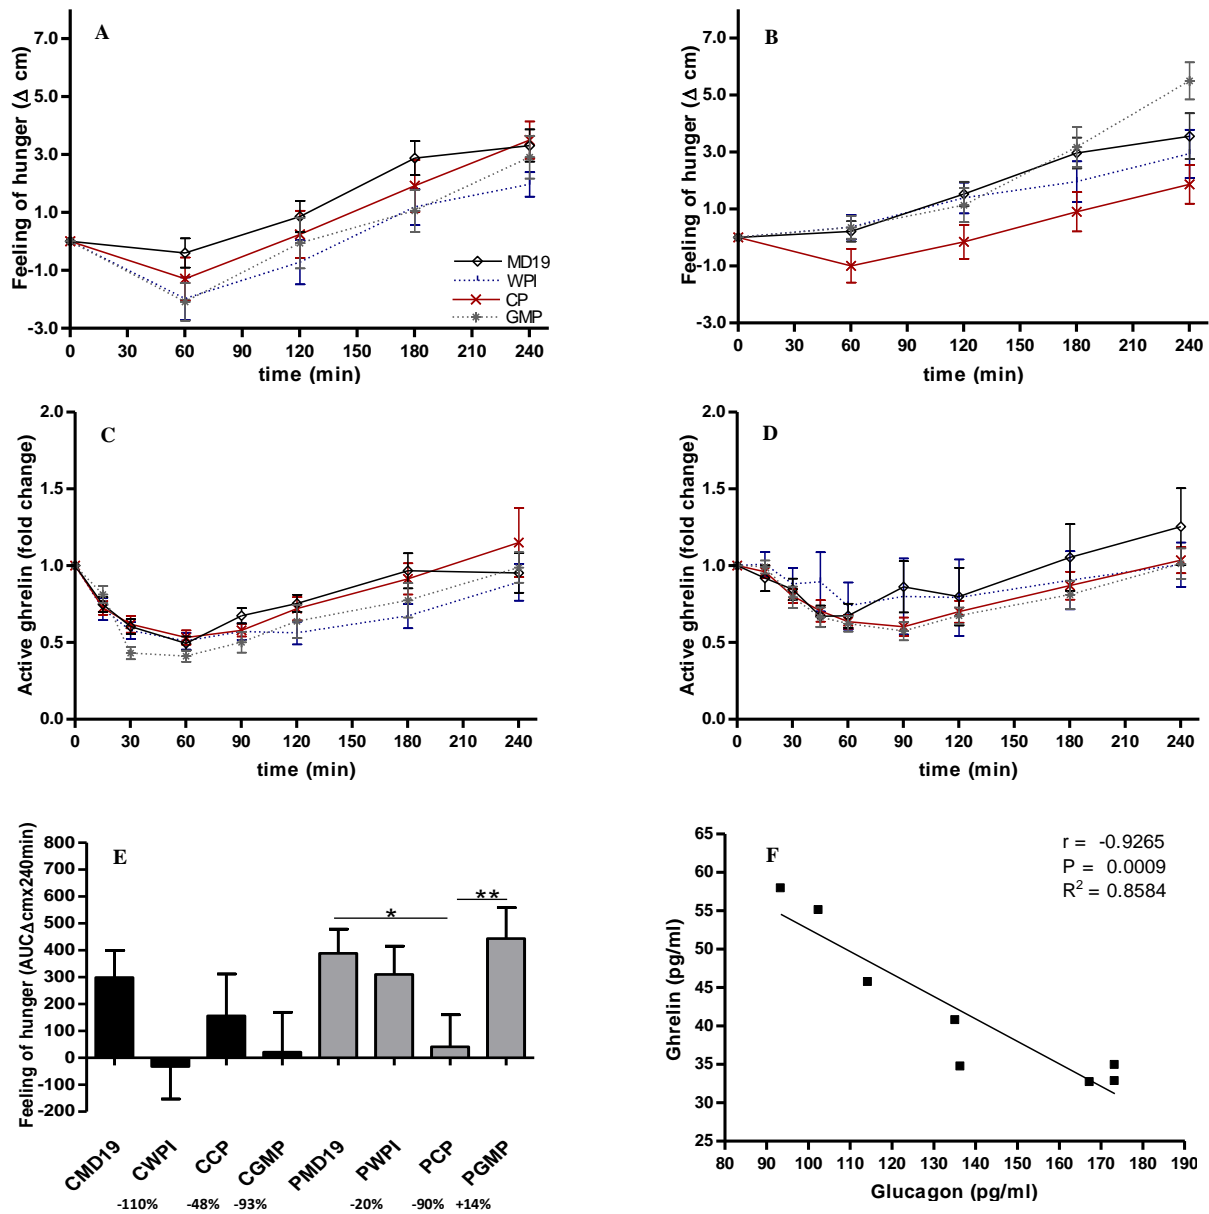 A
Feeling of hunger (Δ cm)
7.0
5.0
3.0
1.0
-1.0
-3.0
0 30 60 90 120 150 180 210 240
time (min)
MD19
WPI
CP
GMP
B
Feeling of hunger (Δ cm)
7.0
5.0
3.0
1.0
-1.0
-3.0
0 30 60 90 120 150 180 210 240
time (min)
C
Active ghrelin (fold change)
2.0
1.5
1.0
0.5
0.0
0 30 60 90 120 150 180 210 240
time (min)
D
Active ghrelin (fold change)
2.0
1.5
1.0
0.5
0.0
0 30 60 90 120 150 180 210 240
time (min)
E
Feeling of hunger (AUCΔcmx240min)
800
700
600
500
400
300
200
100
0
-100
-200
*
**
CMD19 CWPI CCP CGMP PMD19 PWPI PCP PGMP
-110% -48% -93% -20% -90% +14%
F
r = -0.9265
P = 0.0009
R² = 0.8584
Ghrelin (pg/ml)
65
60
55
50
45
40
35
30
25
80 90 100 110 120 130 140 150 160 170 180 190
Glucagon (pg/ml)